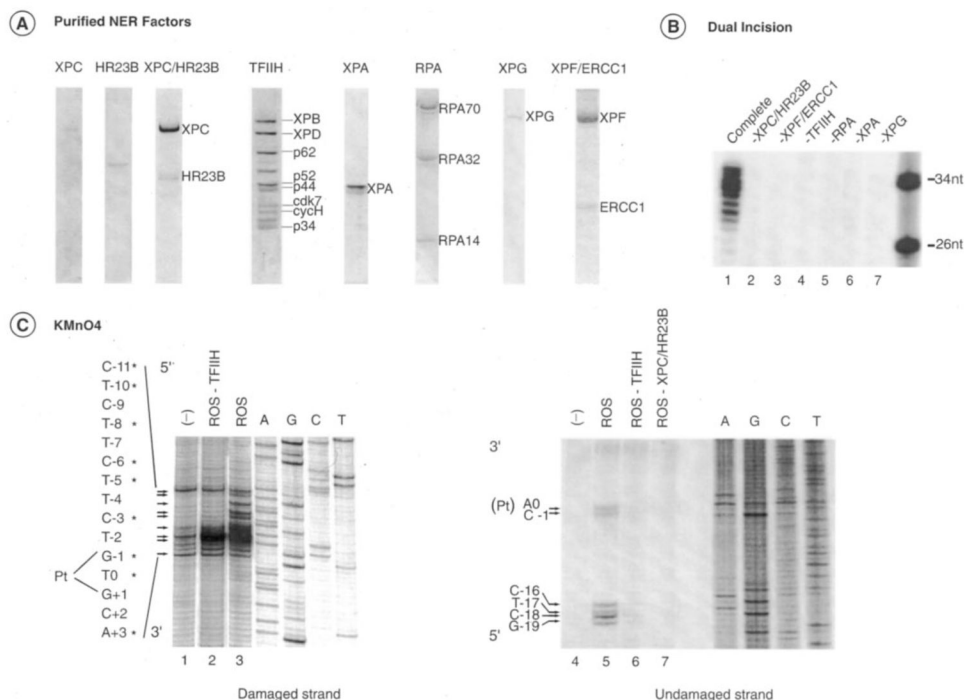 A Purified NER Factors
XPC HR23B XPC/HR23B TFIIH XPA RPA XPG XPF/ERCC1
XPC
HR23B
XPB
XPD
p62
p52
p44
cdk7
cycH
p34
XPA
RPA70
RPA32
RPA14
XPG
XPF
ERCC1
B Dual Incision
Complete
-XPC/HR23B
-XPF/ERCC1
-TFIIH
-RPA
-XPA
-XPG
-34nt
-26nt
1 2 3 4 5 6 7
C KMnO4
C-11*
T-10*
C-9
T-8 *
T-7
C-6 *
T-5 *
T-4
C-3 *
T-2
G-1 *
T0 *
G+1
C+2
A+3 *
Pt
5'
3'
(-)
ROS - TFIIH
ROS
A G C T
1 2 3
Damaged strand
(-)
ROS
ROS - TFIIH
ROS - XPC/HR23B
A G C T
3'
(Pt) A0
C -1
C-16
T-17
C-18
G-19
5'
4 5 6 7
Undamaged strand